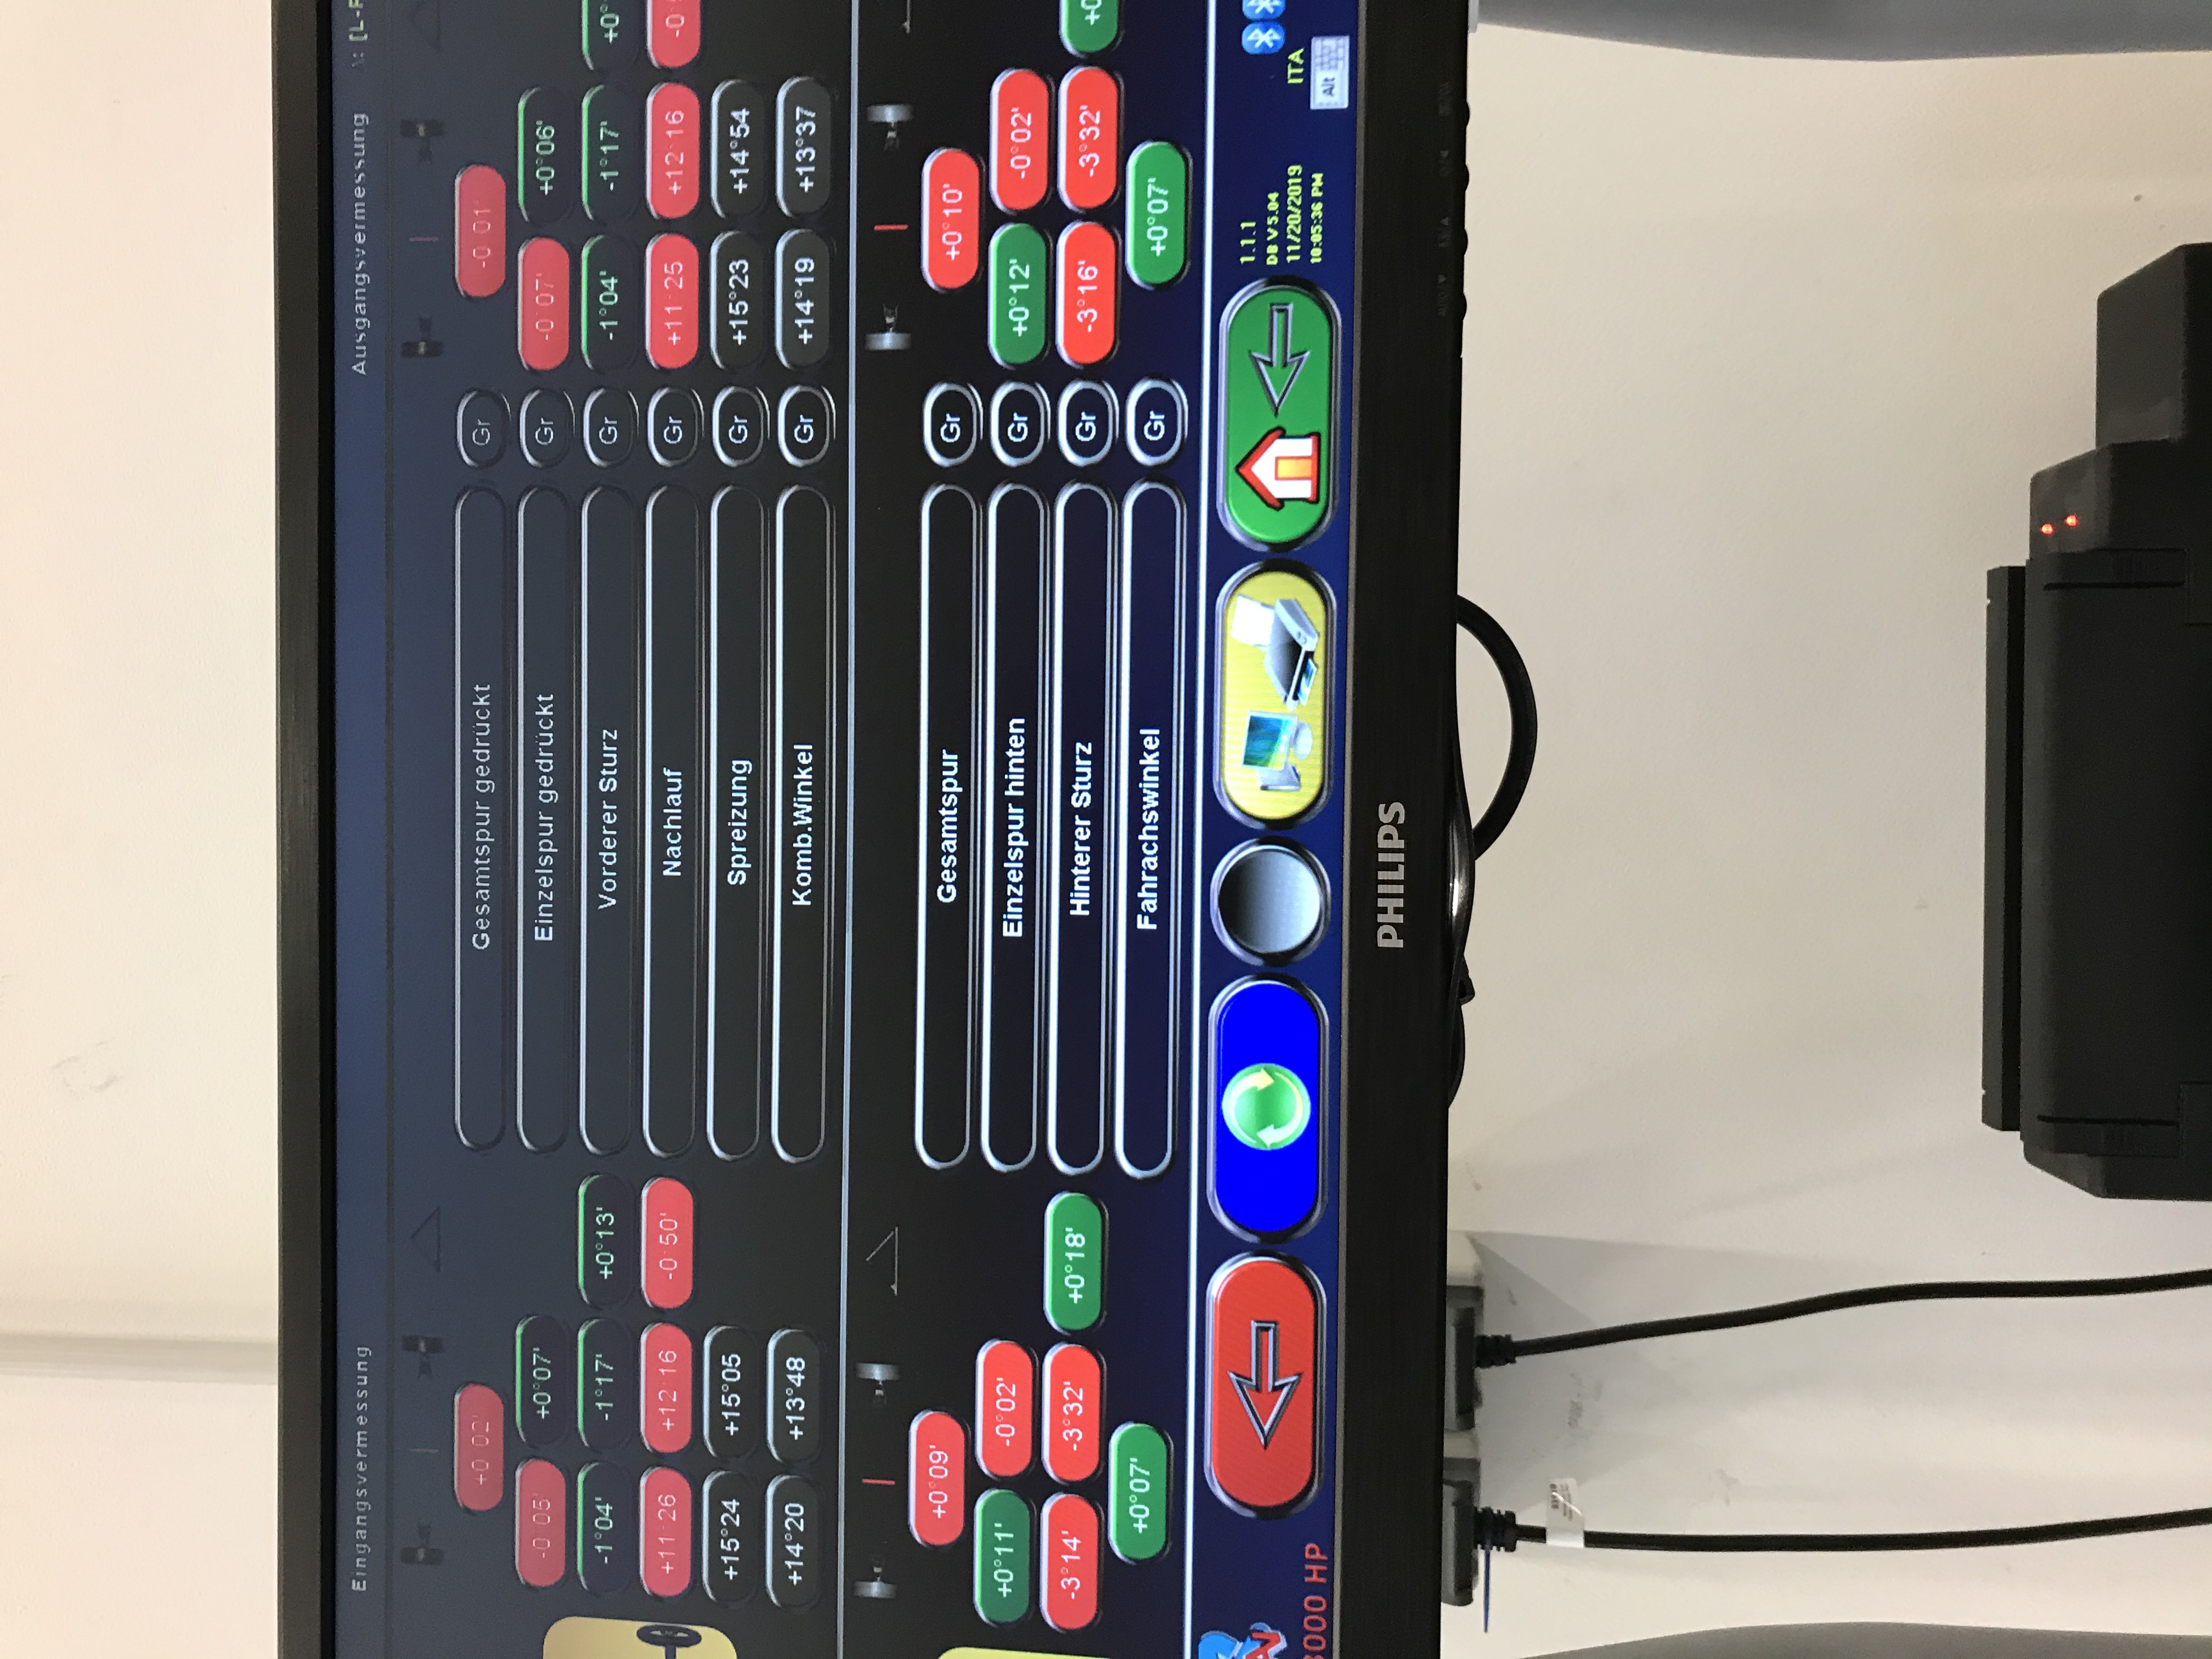 Eingangsvermessung Ausgangsvermessung [L-
+0°02' Gesamtspur gedrückt Gr -0°01'
-0°05' +0°07' Einzelspur gedrückt Gr -0°07' +0°06'
-1°04' -1°17' +0°13' Vorderer Sturz Gr -1°04' -1°17' +0°
+11°26 +12°16 -0°50' Nachlauf Gr +11°25 +12°16 -0°
+15°24 +15°05 Spreizung Gr +15°23 +14°54
+14°20 +13°48 Komb.Winkel Gr +14°19 +13°37
+0°09' Gesamtspur Gr +0°10'
+0°11' -0°02' Einzelspur hinten Gr +0°12' -0°02'
-3°14' -3°32' +0°18' Hinterer Sturz Gr -3°16' -3°32' +0
+0°07' Fahrachswinkel Gr +0°07'
3000 HP
1.1.1
DB V 5.04
11/20/2019
10:05:36 PM
ITA
Alt
PHILIPS